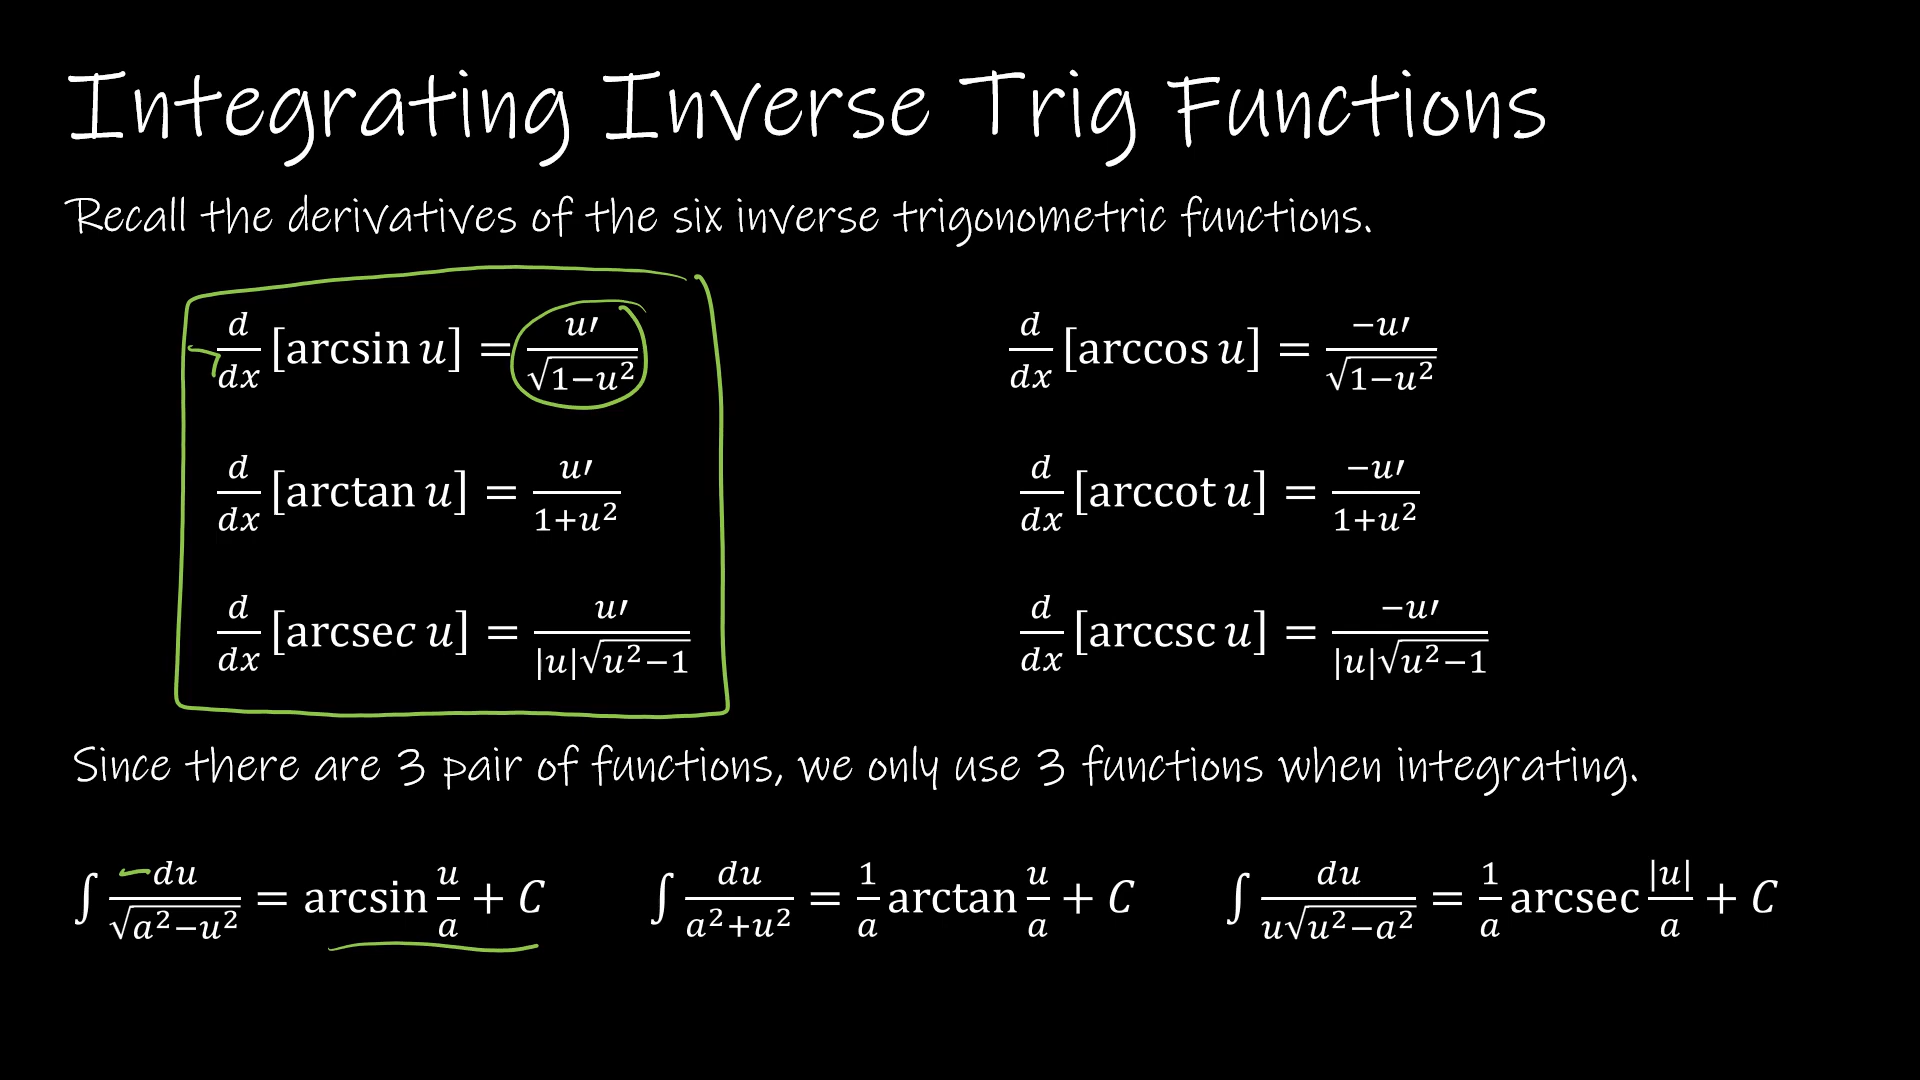 Integrating Inverse Trig Functions
Recall the derivatives of the six inverse trigonometric functions.
d/dx [arcsin u] = u′/√(1−u²)
d/dx [arccos u] = −u′/√(1−u²)
d/dx [arctan u] = u′/(1+u²)
d/dx [arccot u] = −u′/(1+u²)
d/dx [arcsec u] = u′/(|u|√(u²−1))
d/dx [arccsc u] = −u′/(|u|√(u²−1))
Since there are 3 pair of functions, we only use 3 functions when integrating.
∫ −du/√(a²−u²) = arcsin u/a + C ∫ du/(a²+u²) = 1/a arctan u/a + C ∫ du/(u√(u²−a²)) = 1/a arcsec |u|/a + C